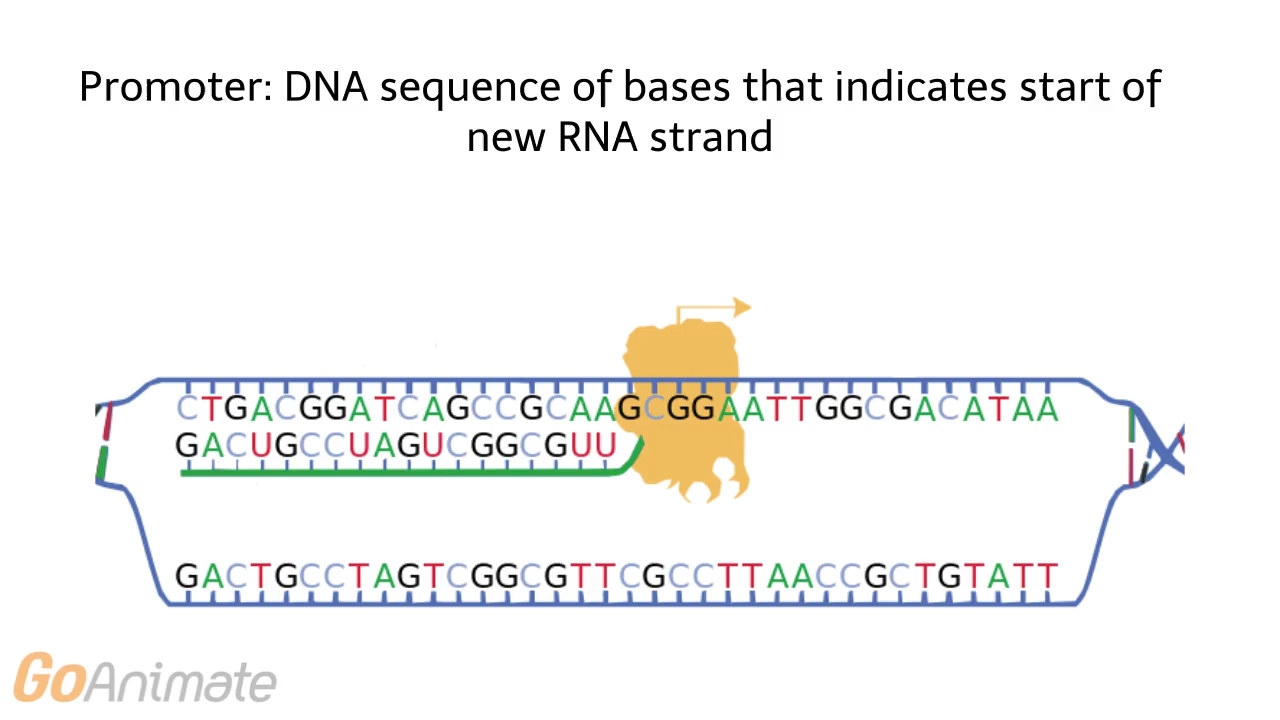 Promoter: DNA sequence of bases that indicates start of
new RNA strand
CTGACGGATCAGCCGCAAGCGGAATTGGCGACATAA
GACUGCCUAGUCGGCGUU
GACTGCCTAGTCGGCGTTCGCCTTAACCGCTGTATT
GoAnimate